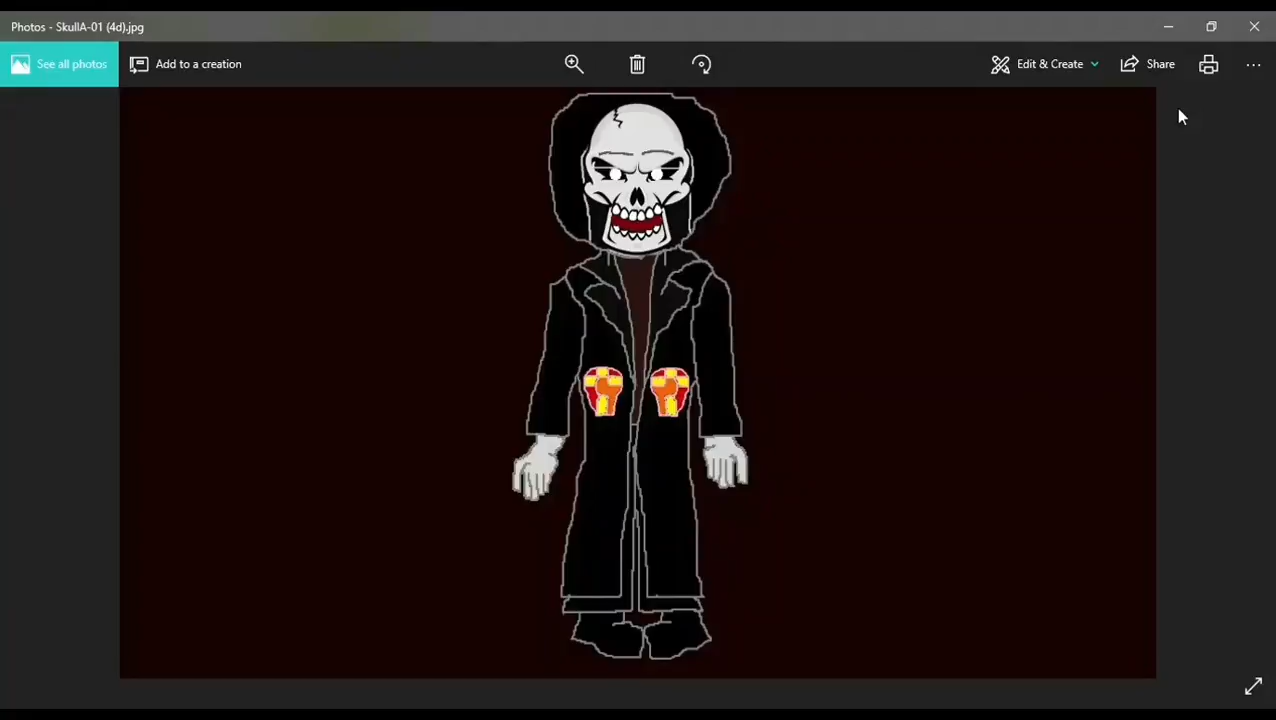 Photos - SkullA-01 (4d).jpg
See all photos
Add to a creation
Edit & Create
Share